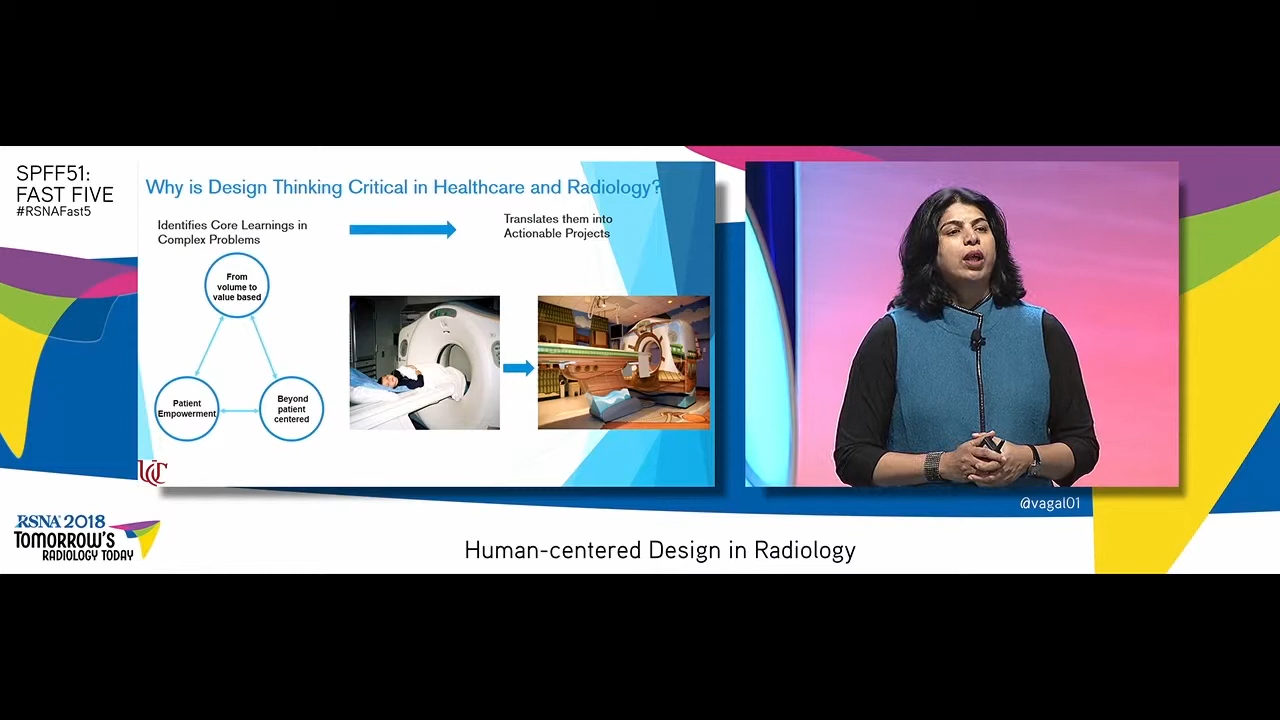 SPFF51:
FAST FIVE
#RSNAFast5
Why is Design Thinking Critical in Healthcare and Radiology?
Identifies Core Learnings in
Complex Problems
Translates them into
Actionable Projects
From
volume to
value based
Patient
Empowerment
Beyond
patient
centered
UC
@vagal01
RSNA 2018
TOMORROW'S
RADIOLOGY TODAY
Human-centered Design in Radiology